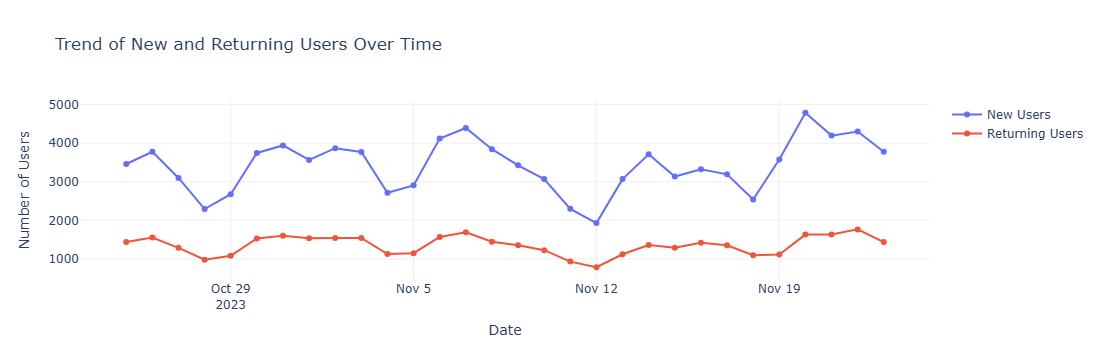 Trend of New and Returning Users Over Time
5000
4000
3000
2000
1000
Number of Users
Oct 29
2023
Nov 5
Nov 12
Nov 19
Date
New Users
Returning Users